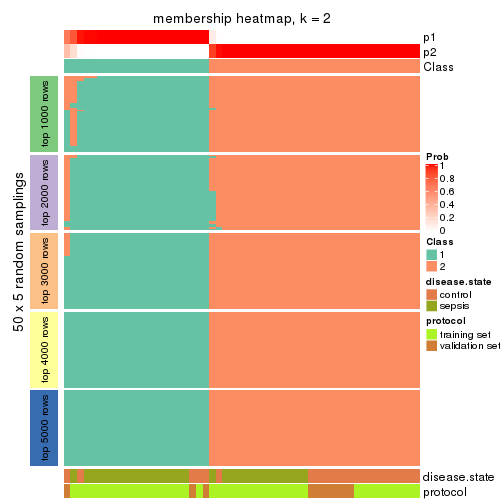 membership heatmap, k = 2
p1
p2
Class
50 x 5 random samplings
top 1000 rows
top 2000 rows
top 3000 rows
top 4000 rows
top 5000 rows
Prob
1
0.8
0.6
0.4
0.2
0
Class
1
2
disease.state
control
sepsis
protocol
training set
validation set
disease.state
protocol